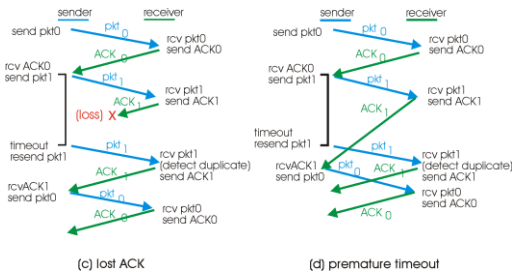 sender receiver
send pkt0
pkt 0
rcv pkt0
send ACK0
ACK 0
rcv ACK0
send pkt1
pkt 1
rcv pkt1
send ACK1
ACK 1
(loss) X
timeout
resend pkt1
pkt 1
rcv pkt1
(detect duplicate)
send ACK1
ACK 1
rcvACK1
send pkt0
pkt 0
rcv pkt0
send ACK0
ACK 0
(c) lost ACK
sender receiver
send pkt0
pkt 0
rcv pkt0
send ACK0
ACK 0
rcv ACK0
send pkt1
pkt 1
rcv pkt1
send ACK1
ACK 1
timeout
resend pkt1
pkt 1
rcv pkt1
(detect duplicate)
send ACK1
rcvACK1
send pkt0
pkt 0
ACK 1
rcv pkt0
send ACK0
ACK 0
(d) premature timeout